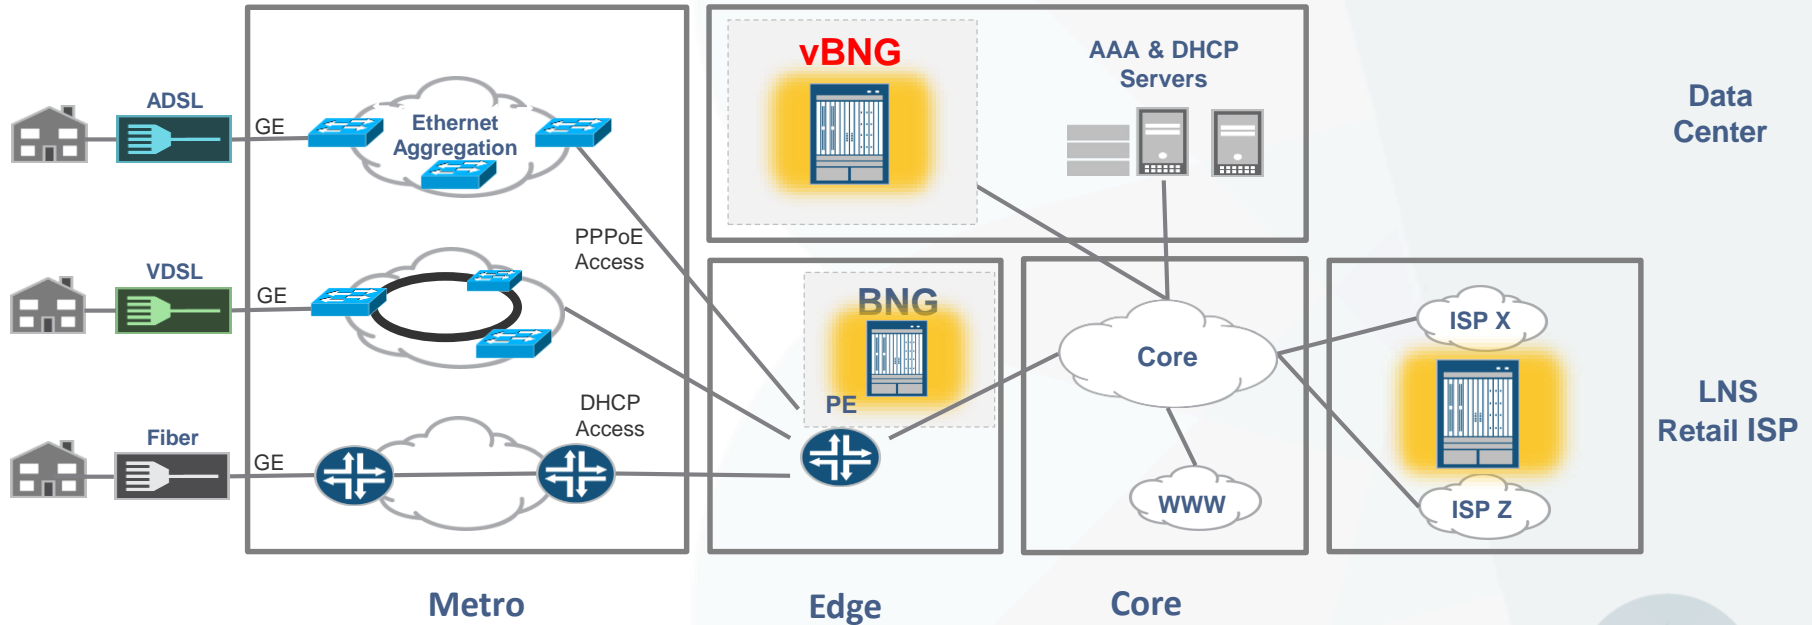 ADSL
GE
Ethernet
Aggregation
vBNG
AAA & DHCP
Servers
Data
Center
PPPoE
Access
VDSL
GE
BNG
PE
Core
ISP X
LNS
Retail ISP
DHCP
Access
Fiber
GE
WWW
ISP Z
Metro
Edge
Core